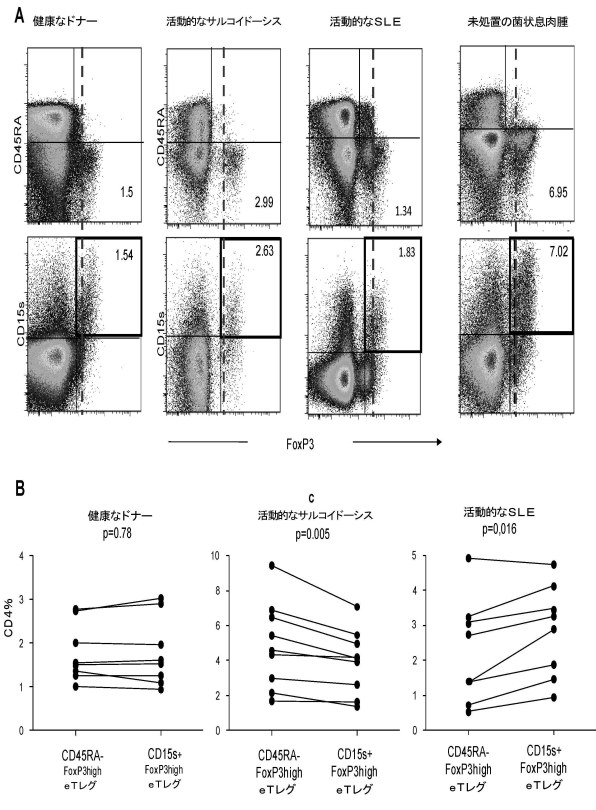 A
健康なドナー 活動的なサルコイドーシス 活動的なSLE 未処置の菌状息肉腫
CD45RA CD45RA
1.5 2.99 1.34 6.95
1.54 2.63 1.83 7.02
CD15s CD15s
FoxP3
B
健康なドナー
p=0.78
c
活動的なサルコイドーシス
p=0.005
活動的なSLE
p=0,016
CD4%
4
3
2
1
0
10
8
6
4
2
0
5
4
3
2
1
0
CD45RA-
FoxP3high
eTレグ
CD15s+
FoxP3high
eTレグ
CD45RA-
FoxP3high
eTレグ
CD15s+
FoxP3high
eTレグ
CD45RA-
FoxP3high
eTレグ
CD15s+
FoxP3high
eTレグ